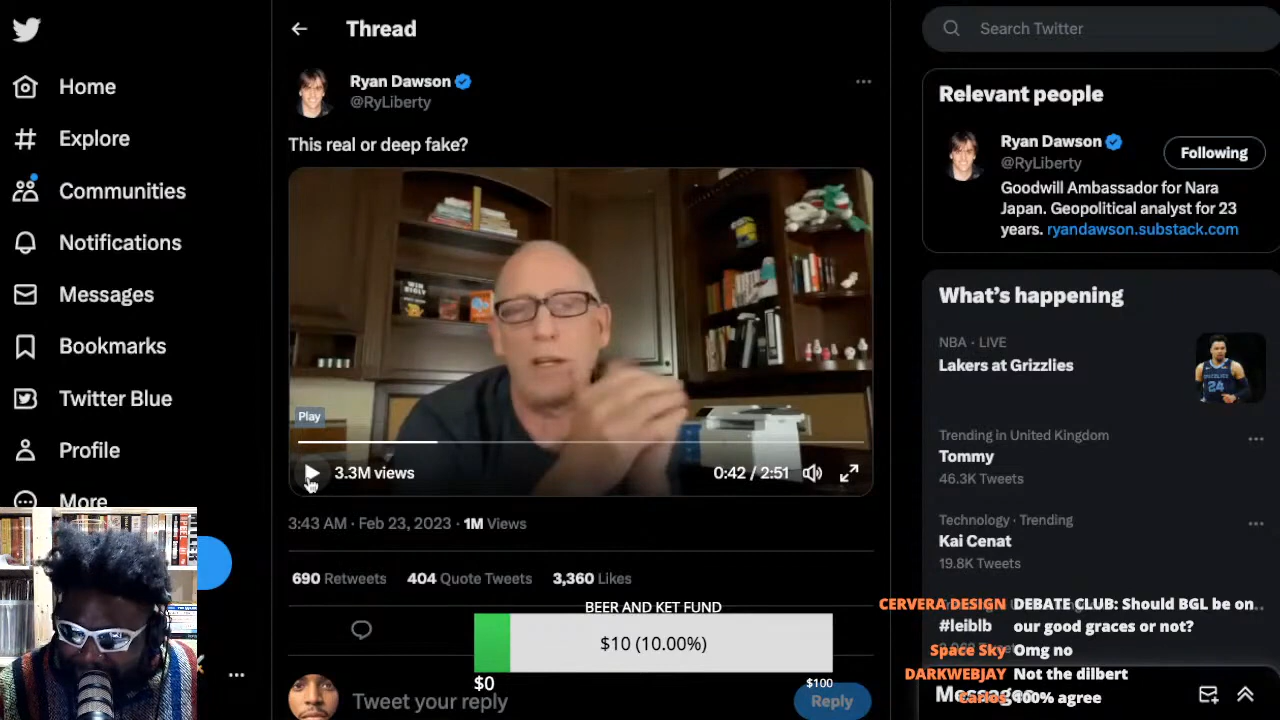 Home
Explore
Communities
Notifications
Messages
Bookmarks
Twitter Blue
Profile
More
Thread
Ryan Dawson
@RyLiberty
This real or deep fake?
WIN
BIGLY
Play
3.3M views
0:42 / 2:51
3:43 AM · Feb 23, 2023 · 1M Views
690 Retweets 404 Quote Tweets 3,360 Likes
BEER AND KET FUND
$10 (10.00%)
$0
$100
Tweet your reply
Reply
Search Twitter
Relevant people
Ryan Dawson
@RyLiberty
Following
Goodwill Ambassador for Nara
Japan. Geopolitical analyst for 23
years. ryandawson.substack.com
What's happening
NBA · LIVE
Lakers at Grizzlies
Trending in United Kingdom
Tommy
46.3K Tweets
Technology · Trending
Kai Cenat
19.8K Tweets
#leiblb
CERVERA DESIGN DEBATE CLUB: Should BGL be on
our good graces or not?
Space Sky Omg no
DARKWEBJAY Not the dilbert
Carlos 100% agree
Messages